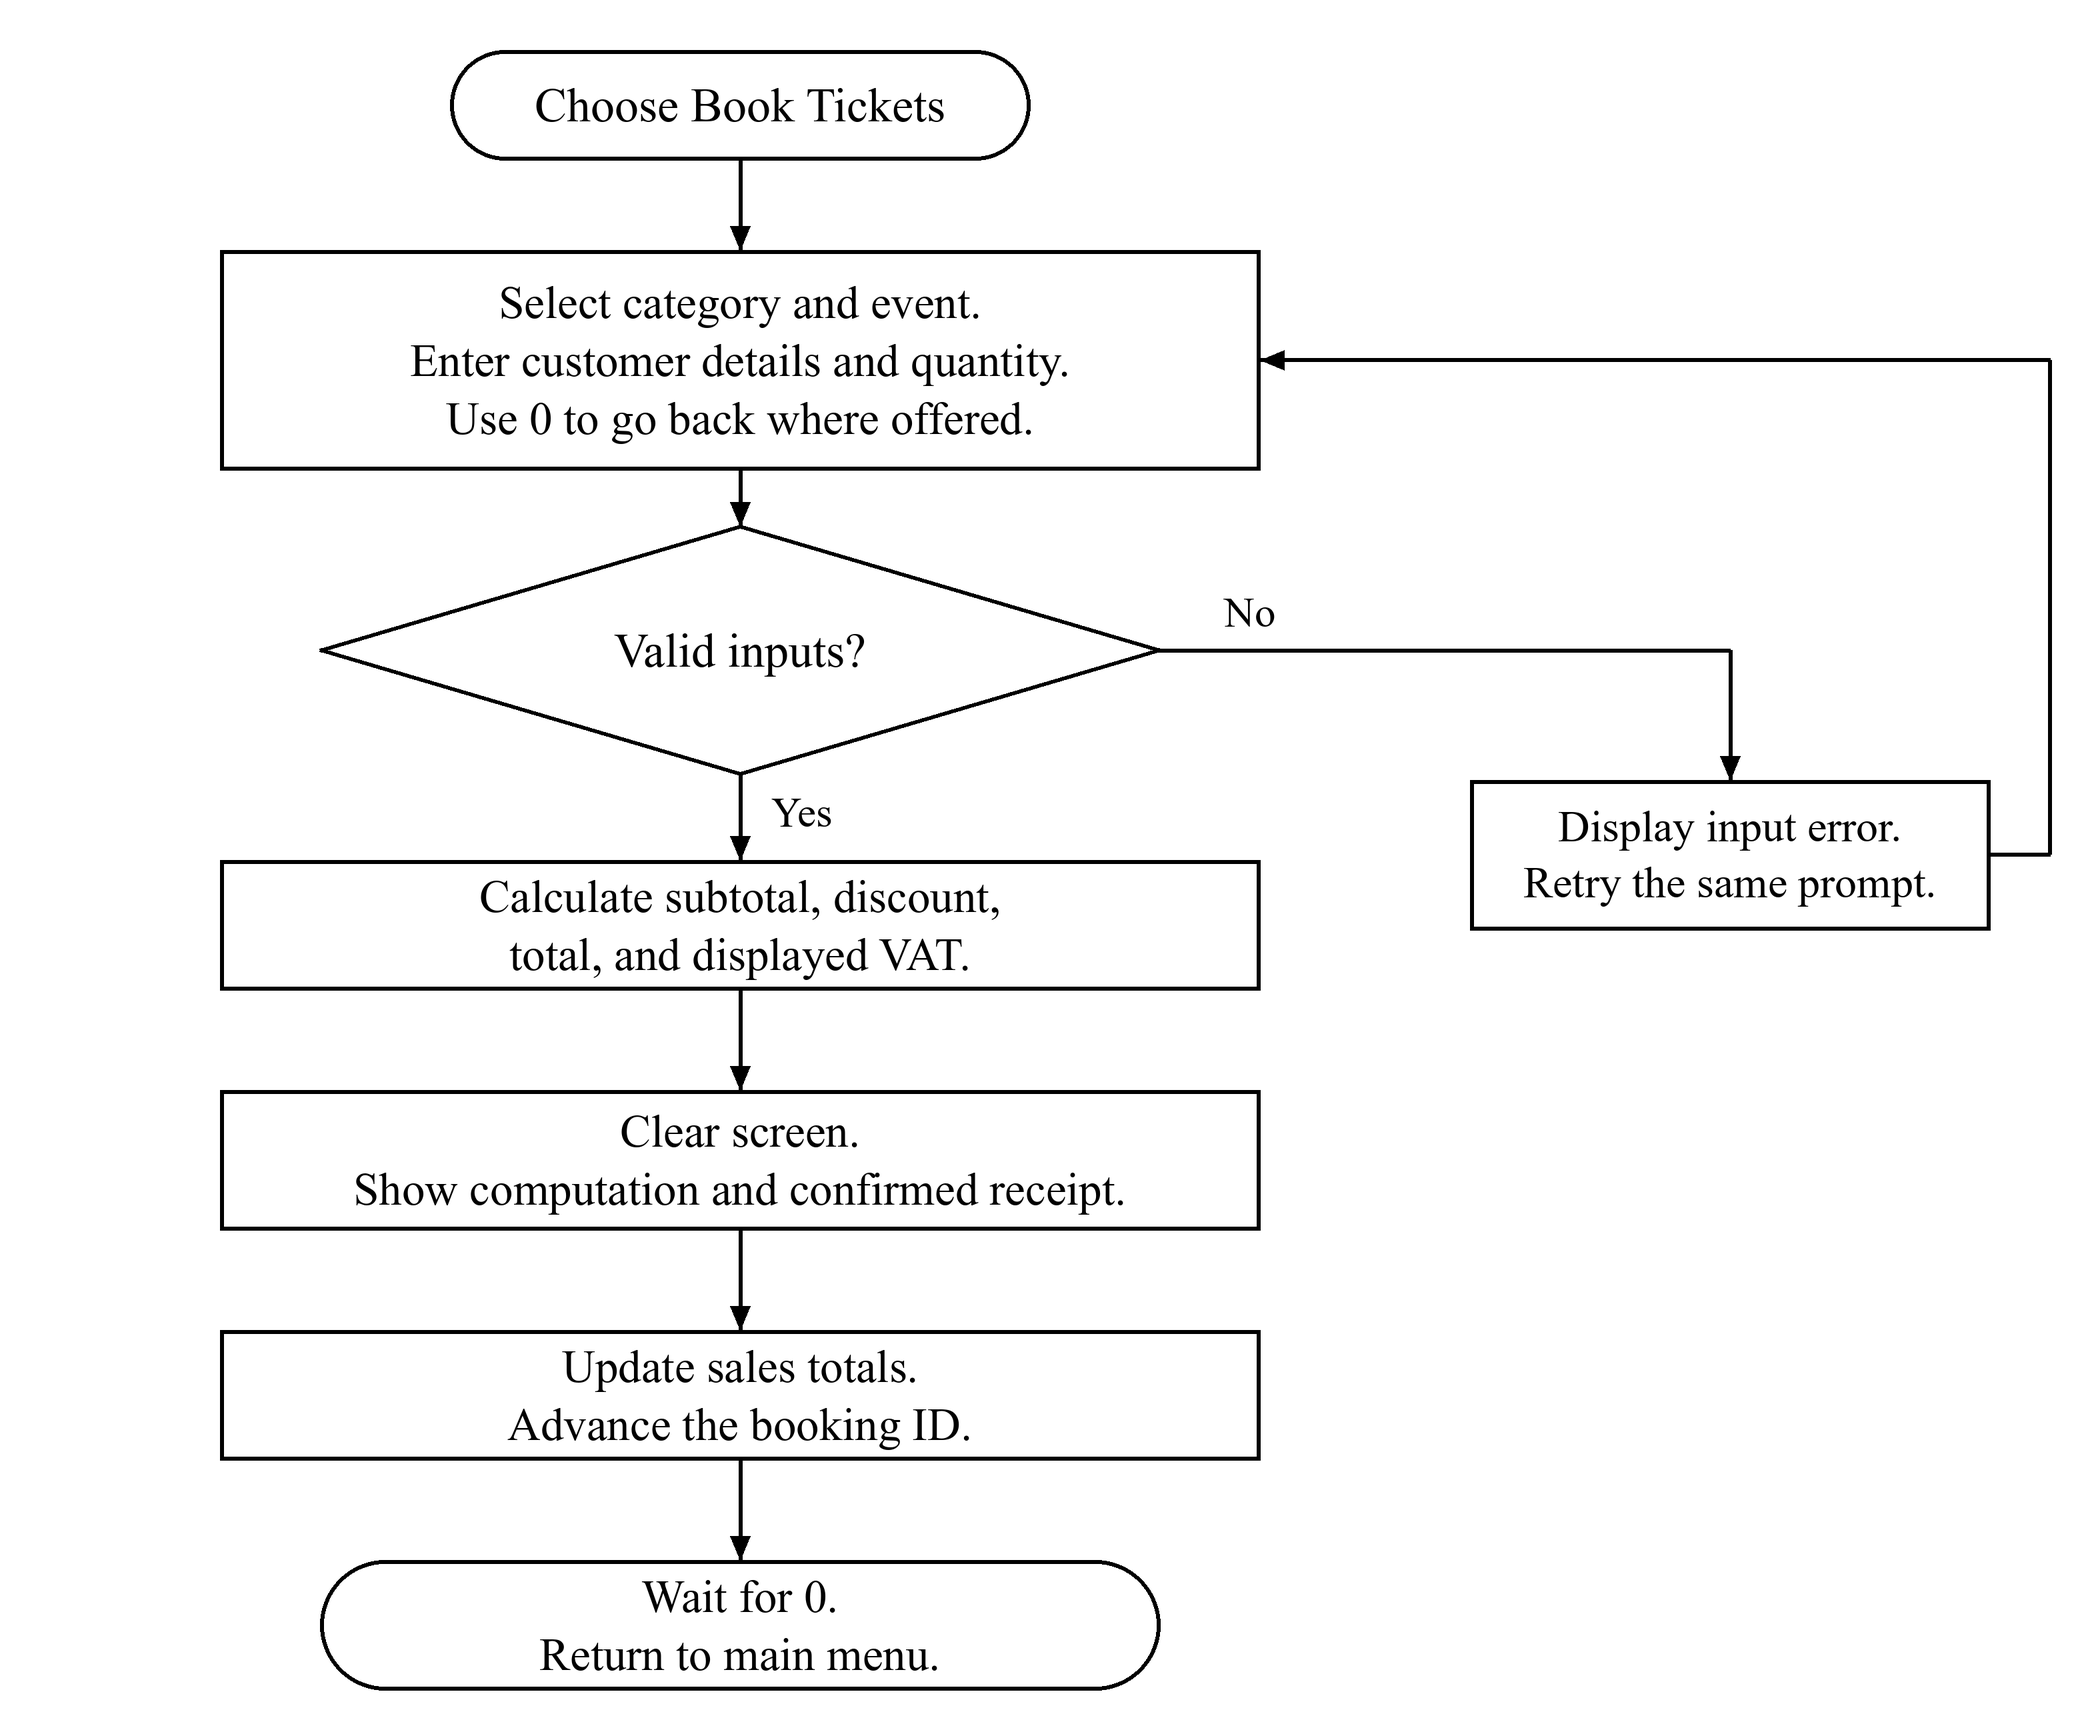 Choose Book Tickets
Select category and event.
Enter customer details and quantity.
Use 0 to go back where offered.
Valid inputs?
No
Yes
Display input error.
Retry the same prompt.
Calculate subtotal, discount,
total, and displayed VAT.
Clear screen.
Show computation and confirmed receipt.
Update sales totals.
Advance the booking ID.
Wait for 0.
Return to main menu.